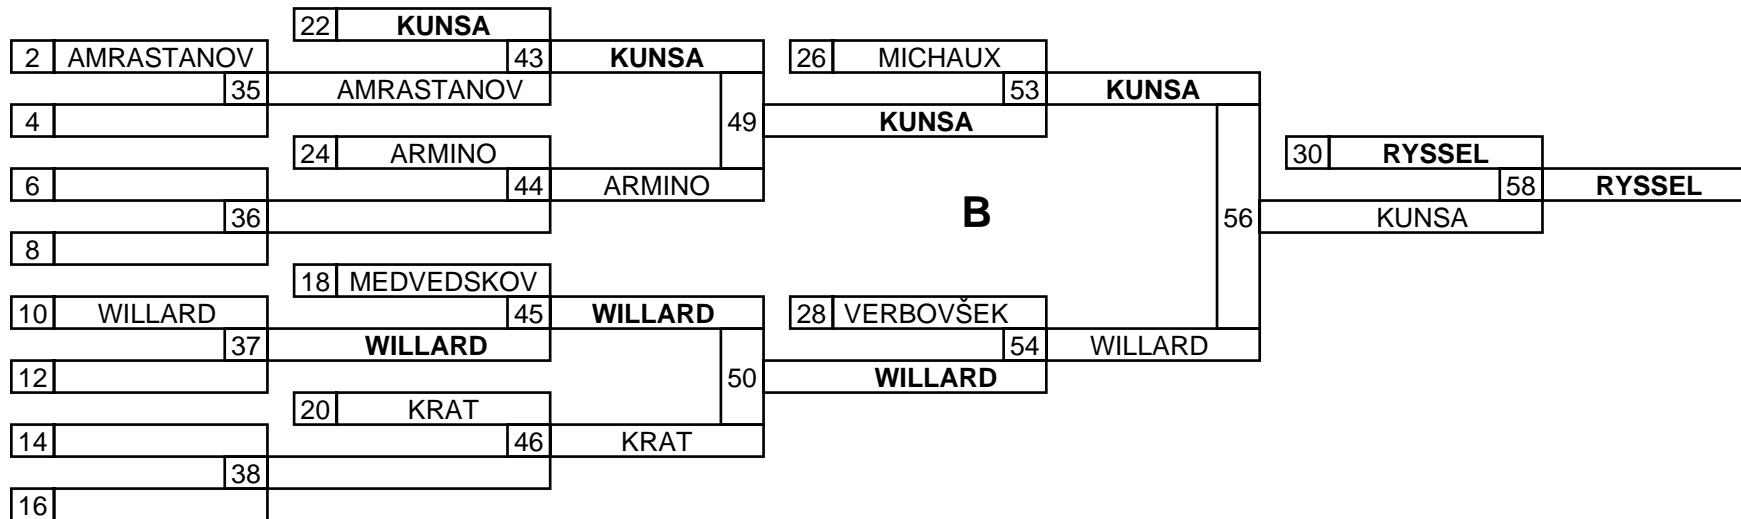 22 KUNSA
2 AMRASTANOV 43 KUNSA 26 MICHAUX
35 AMRASTANOV 53 KUNSA
4 49 KUNSA
24 ARMINO 30 RYSSEL
6 44 ARMINO 58 RYSSEL
36 B 56 KUNSA
8
18 MEDVEDSKOV
10 WILLARD 45 WILLARD 28 VERBOVŠEK
37 WILLARD 54 WILLARD
12 50 WILLARD
20 KRAT
14 46 KRAT
38
16